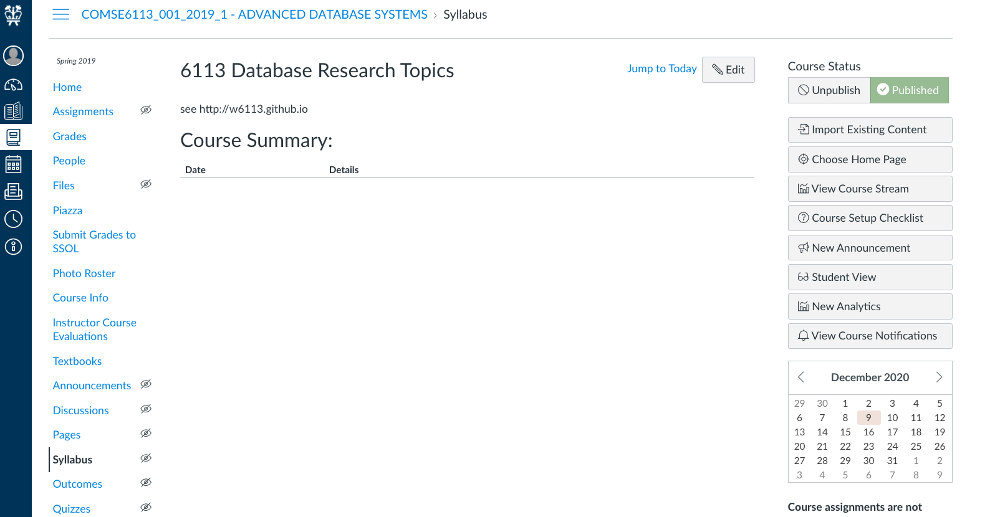 COMSE6113_001_2019_1 - ADVANCED DATABASE SYSTEMS › Syllabus
Spring 2019
Home
Assignments
Grades
People
Files
Piazza
Submit Grades to
SSOL
Photo Roster
Course Info
Instructor Course
Evaluations
Textbooks
Announcements
Discussions
Pages
Syllabus
Outcomes
Quizzes
6113 Database Research Topics
Jump to Today
Edit
see http://w6113.github.io
Course Summary:
Date Details
Course Status
Unpublish Published
Import Existing Content
Choose Home Page
View Course Stream
Course Setup Checklist
New Announcement
Student View
New Analytics
View Course Notifications
December 2020
29 30 1 2 3 4 5
6 7 8 9 10 11 12
13 14 15 16 17 18 19
20 21 22 23 24 25 26
27 28 29 30 31 1 2
3 4 5 6 7 8 9
Course assignments are not